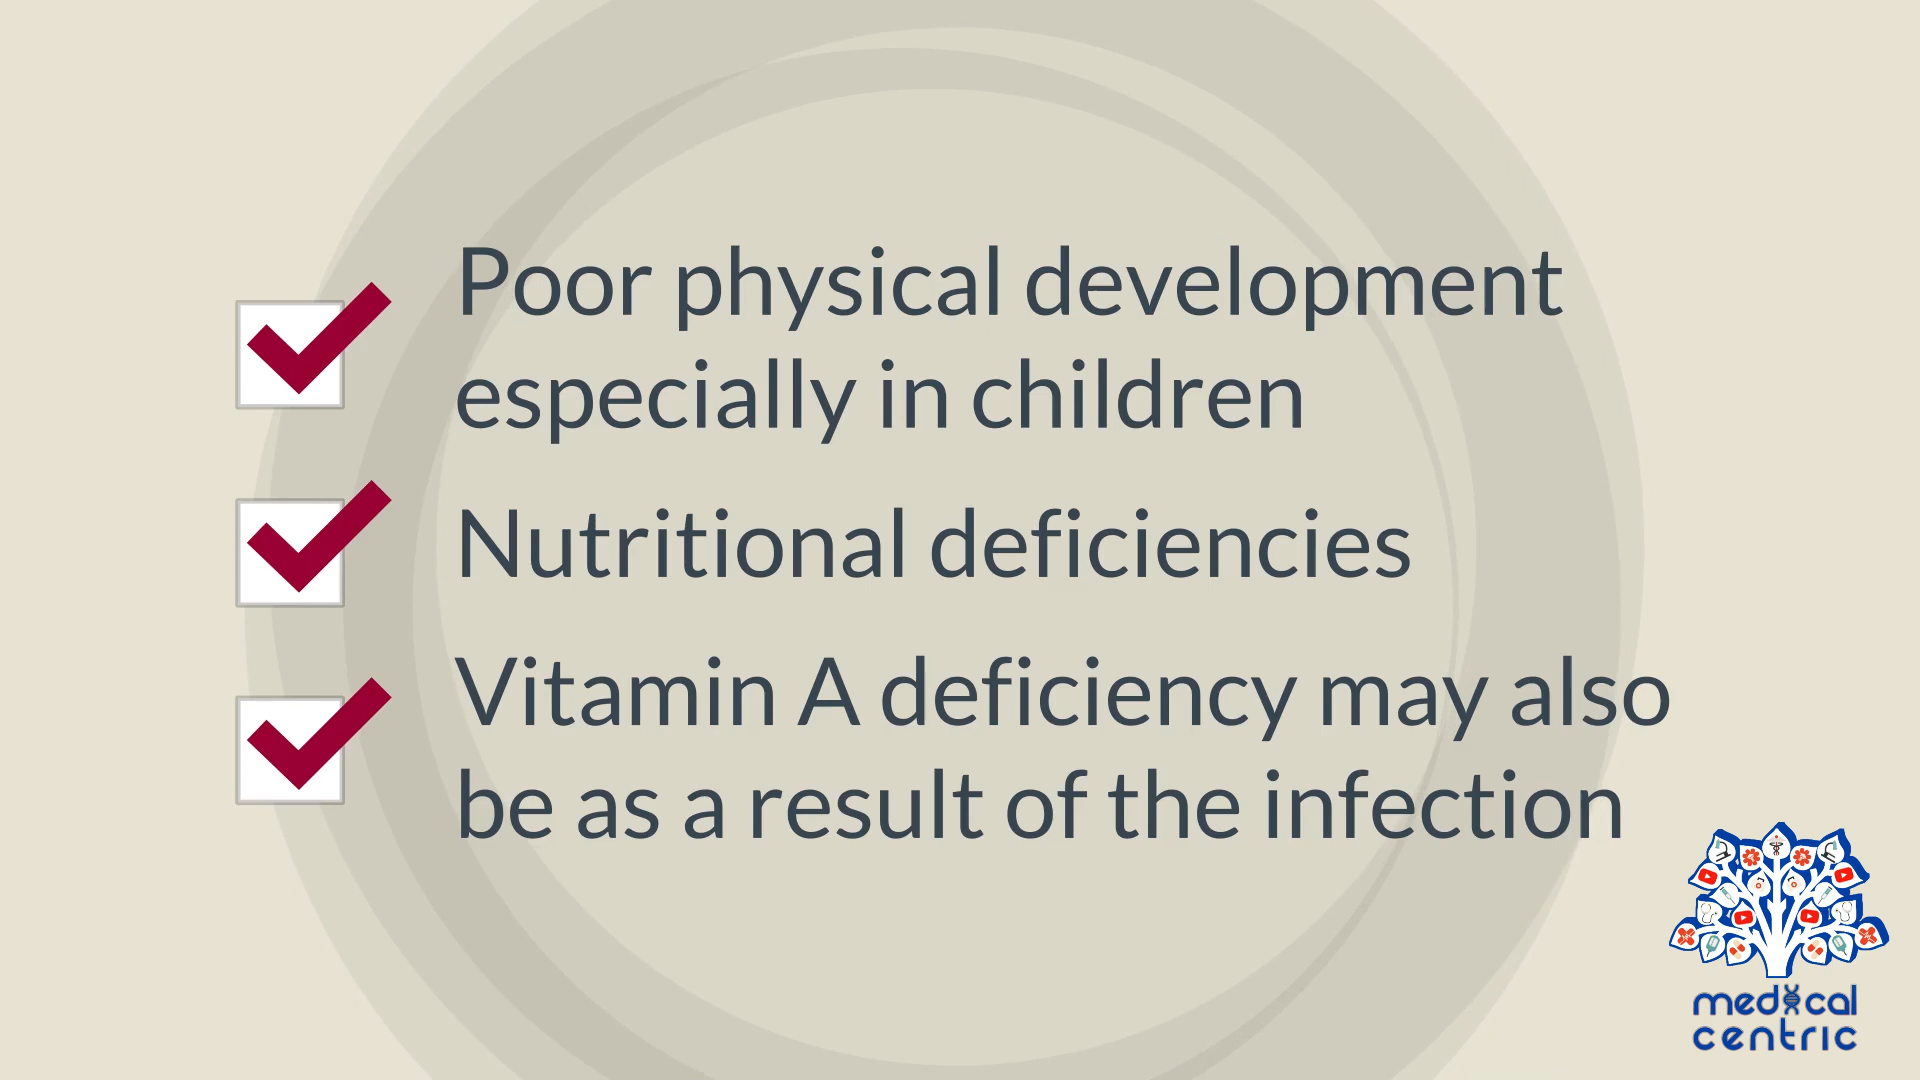 Poor physical development
especially in children
Nutritional deficiencies
Vitamin A deficiency may also
be as a result of the infection
medical
centric